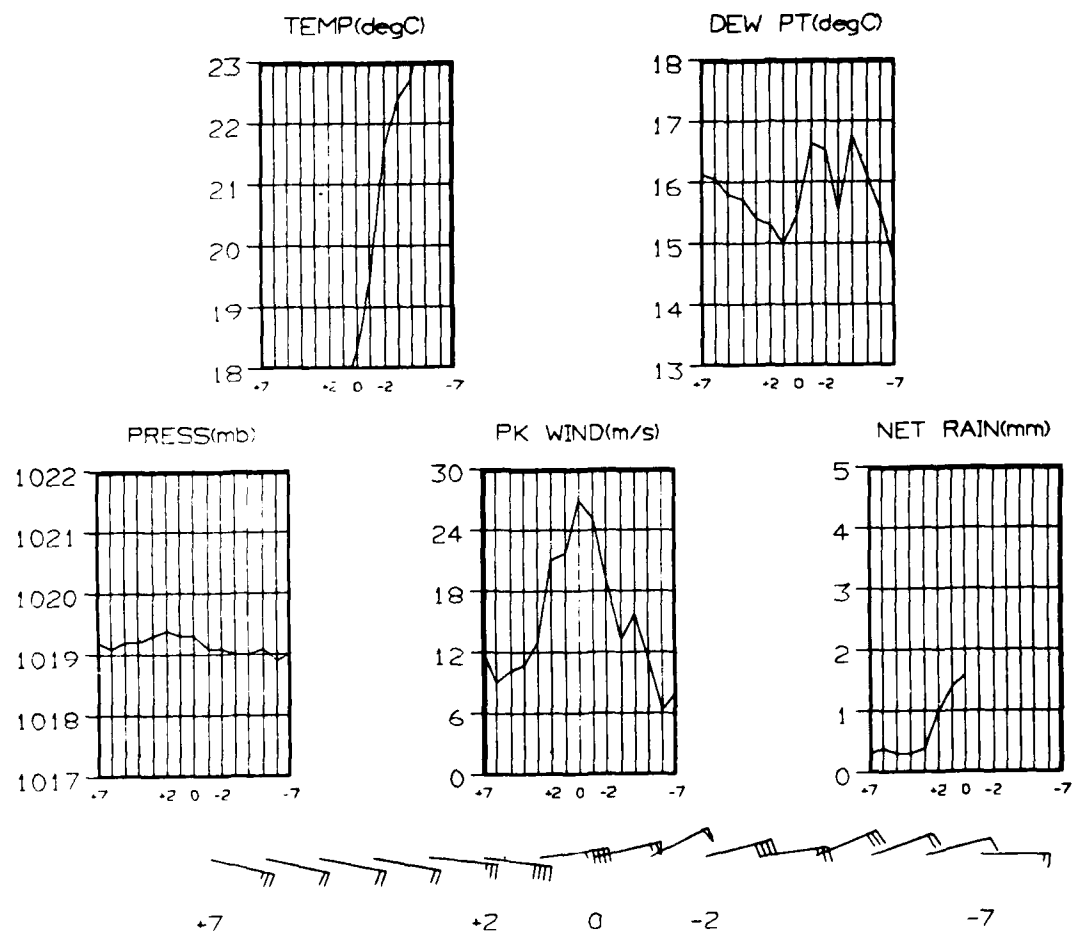 TEMP(degC) DEW PT(degC)
23 18
22 17
21 16
20 15
19 14
18 13
+7 +2 0 -2 -7 +7 +2 0 -2 -7
PRESS(mb) PK WIND(m/s) NET RAIN(mm)
1022 30 5
1021 24 4
1020 18 3
1019 12 2
1018 6 1
1017 0 0
+7 +2 0 -2 -7 +7 +2 0 -2 -7 +7 +2 0 -2 -7
+7 +2 0 -2 -7